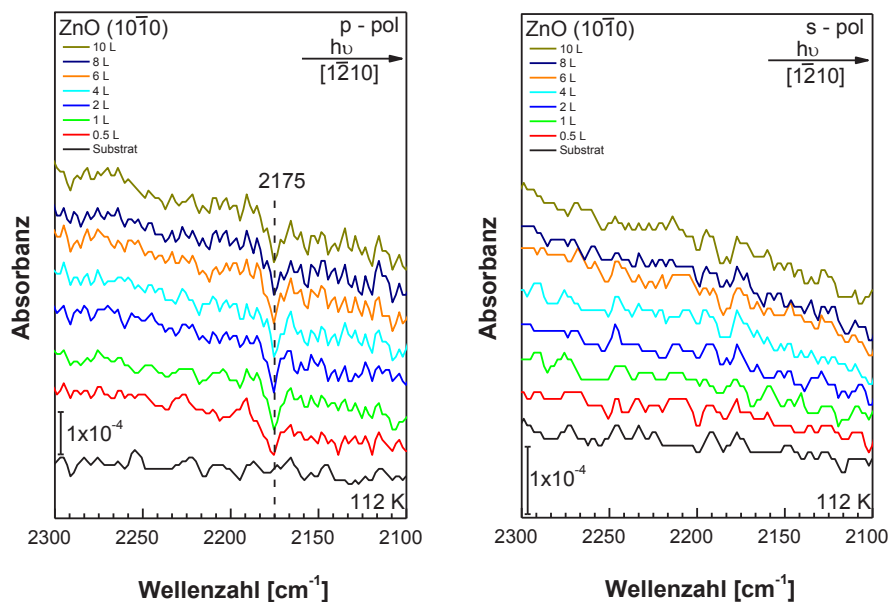 ZnO (101̅0) p - pol
10 L
8 L
6 L
4 L
2 L
1 L
0.5 L
Substrat
hυ
[12̅10]
2175
1x10⁻⁴
112 K
Absorbanz
2300 2250 2200 2150 2100
Wellenzahl [cm⁻¹]
ZnO (101̅0) s - pol
10 L
8 L
6 L
4 L
2 L
1 L
0.5 L
Substrat
hυ
[12̅10]
1x10⁻⁴
112 K
Absorbanz
2300 2250 2200 2150 2100
Wellenzahl [cm⁻¹]